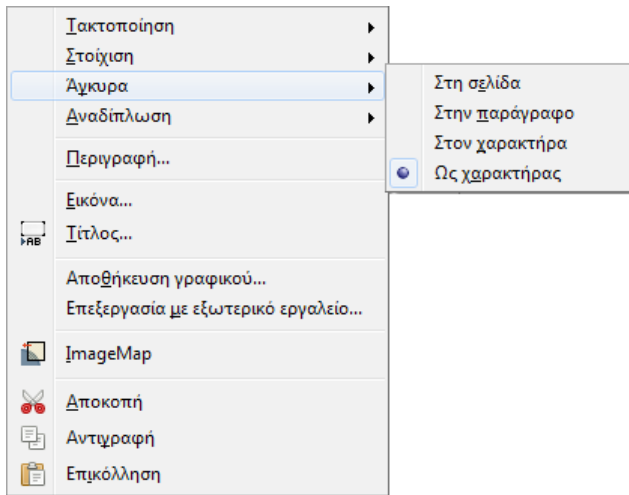 Τακτοποίηση
Στοίχιση
Άγκυρα
Αναδίπλωση
Περιγραφή...
Εικόνα...
Τίτλος...
Αποθήκευση γραφικού...
Επεξεργασία με εξωτερικό εργαλείο...
ImageMap
Αποκοπή
Αντιγραφή
Επικόλληση
Στη σελίδα
Στην παράγραφο
Στον χαρακτήρα
Ως χαρακτήρας